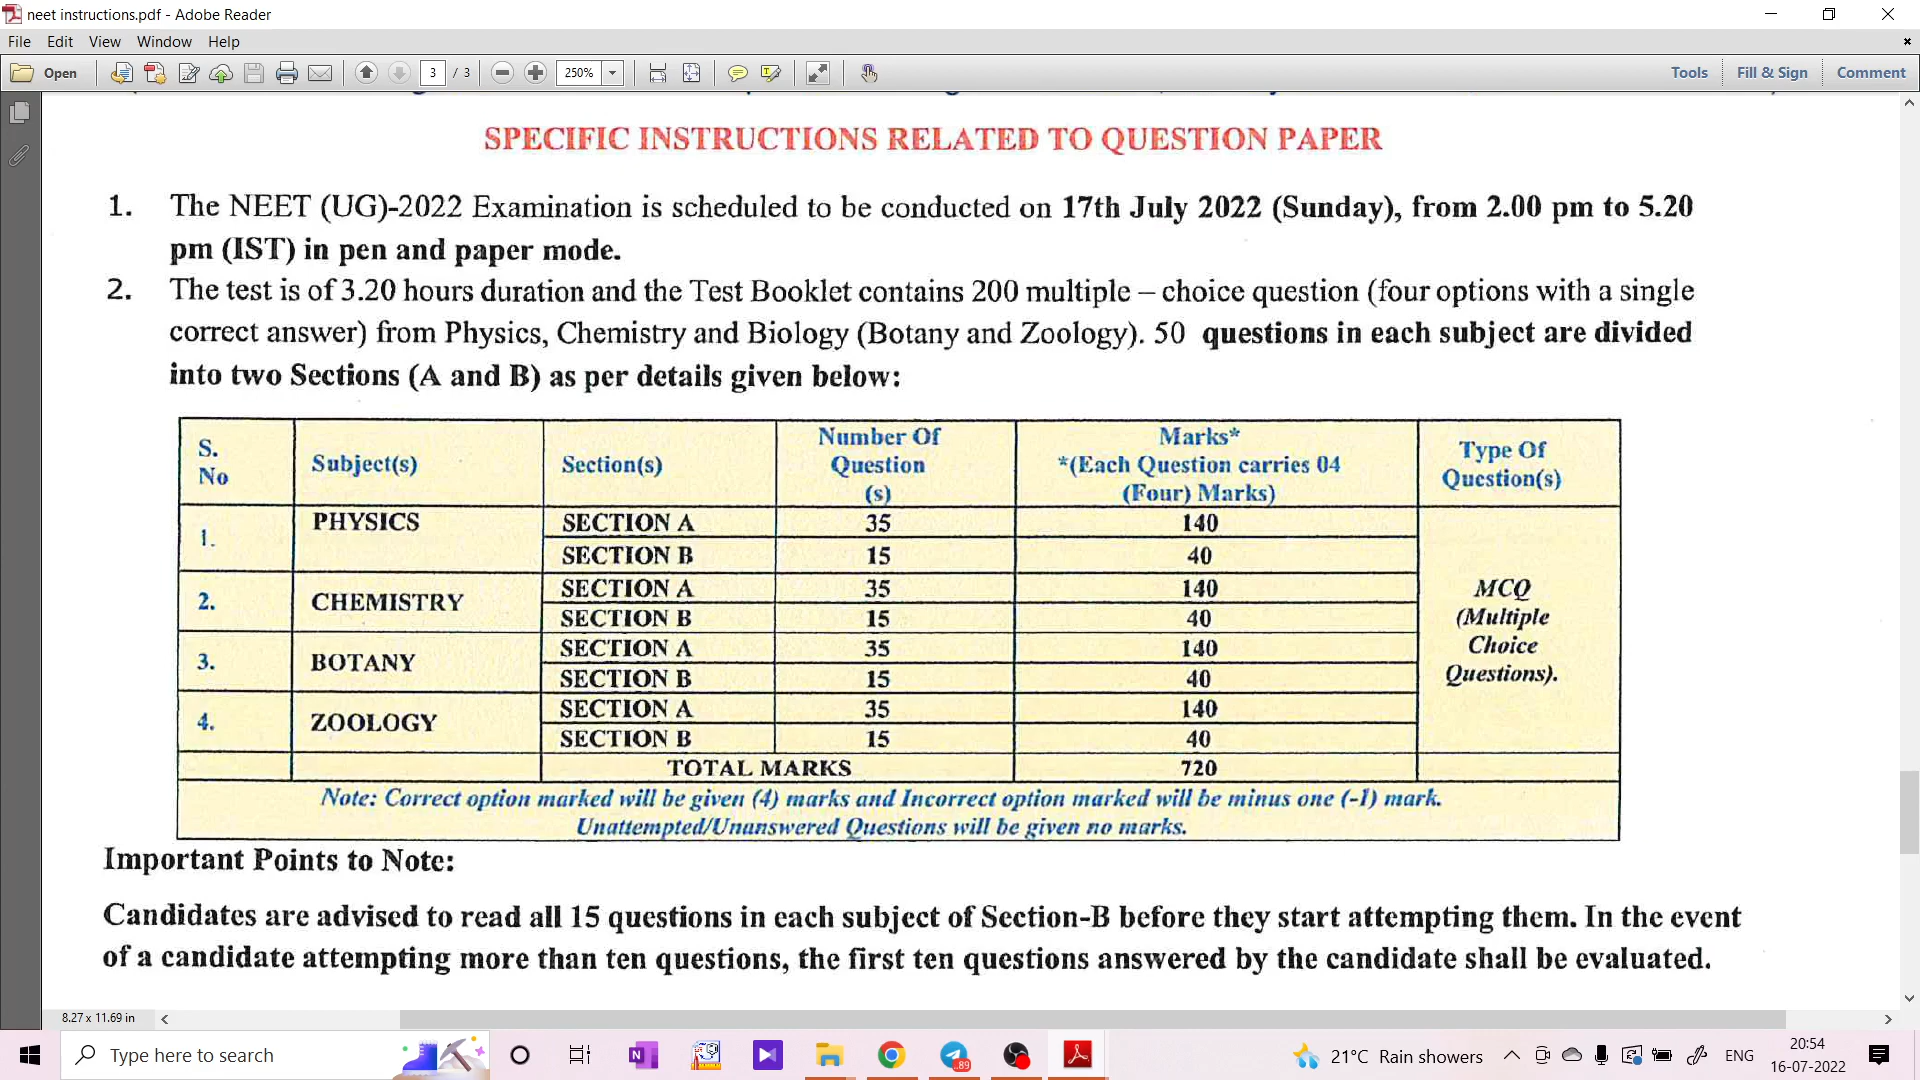 neet instructions.pdf - Adobe Reader
File Edit View Window Help
Open 3 / 3 250% Tools Fill & Sign Comment
SPECIFIC INSTRUCTIONS RELATED TO QUESTION PAPER
1. The NEET (UG)-2022 Examination is scheduled to be conducted on 17th July 2022 (Sunday), from 2.00 pm to 5.20
pm (IST) in pen and paper mode.
2. The test is of 3.20 hours duration and the Test Booklet contains 200 multiple – choice question (four options with a single
correct answer) from Physics, Chemistry and Biology (Botany and Zoology). 50 questions in each subject are divided
into two Sections (A and B) as per details given below:
S. No Subject(s) Section(s) Number Of Question (s) Marks* *(Each Question carries 04 (Four) Marks) Type Of Question(s)
1. PHYSICS SECTION A 35 140
SECTION B 15 40
2. CHEMISTRY SECTION A 35 140
SECTION B 15 40
3. BOTANY SECTION A 35 140
SECTION B 15 40
4. ZOOLOGY SECTION A 35 140
SECTION B 15 40
MCQ
(Multiple
Choice
Questions).
TOTAL MARKS 720
Note: Correct option marked will be given (4) marks and Incorrect option marked will be minus one (-1) mark.
Unattempted/Unanswered Questions will be given no marks.
Important Points to Note:
Candidates are advised to read all 15 questions in each subject of Section-B before they start attempting them. In the event
of a candidate attempting more than ten questions, the first ten questions answered by the candidate shall be evaluated.
8.27 x 11.69 in
Type here to search 89 21°C Rain showers ENG 20:54
16-07-2022